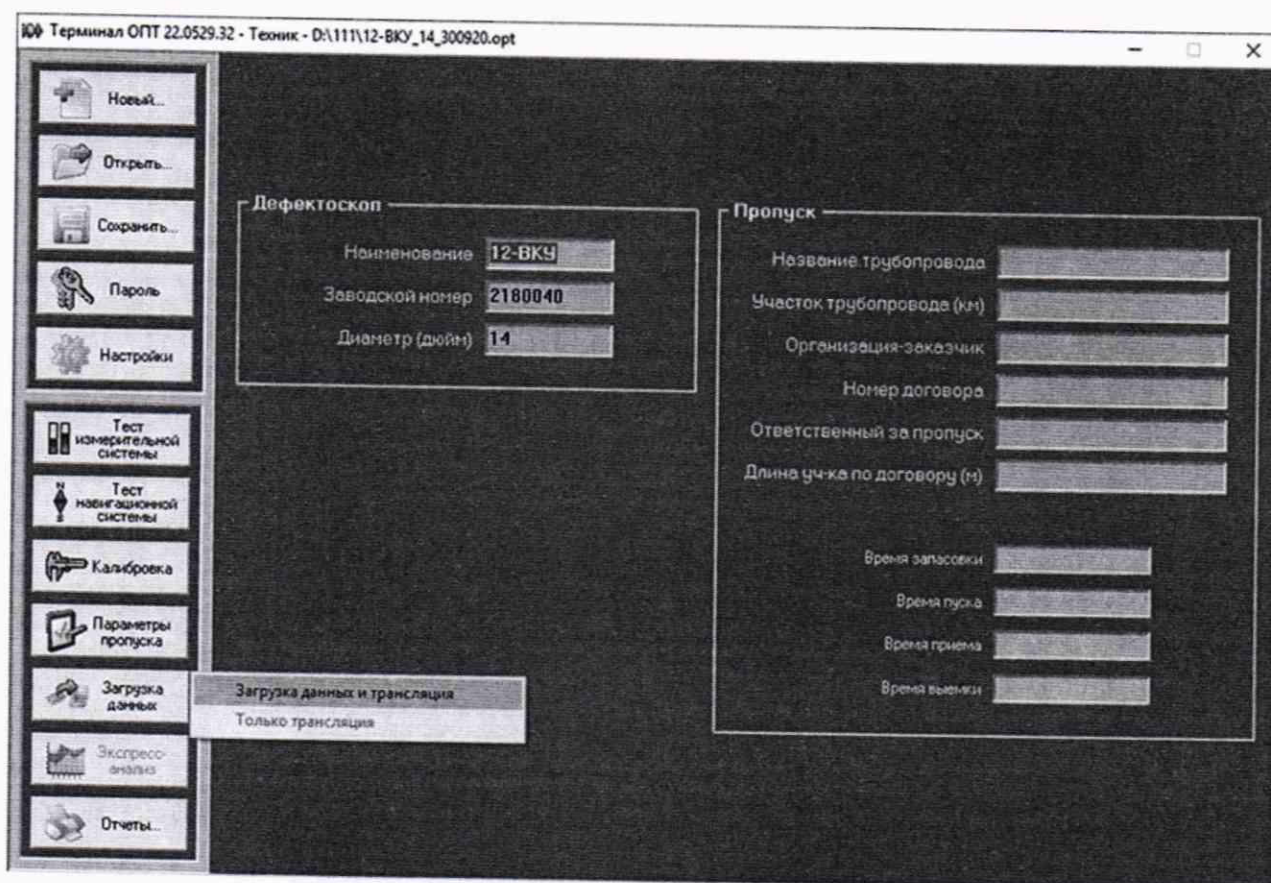 Терминал ОПТ 22.0529.32 - Техник - D:\111\12-ВКУ_14_300920.opt
Новый...
Открыть...
Сохранить...
Пароль
Настройки
Тест
измерительной
системы
Тест
навигационной
системы
Калибровка
Параметры
пропуска
Загрузка
данных
Экспресс-
анализ
Отчеты...
Загрузка данных и трансляция
Только трансляция
Дефектоскоп
Наименование 12-ВКУ
Заводской номер 2180040
Диаметр (дюйм) 14
Пропуск
Название трубопровода
Участок трубопровода (км)
Организация-заказчик
Номер договора
Ответственный за пропуск
Длина уч-ка по договору (м)
Время запасовки
Время пуска
Время приема
Время выемки